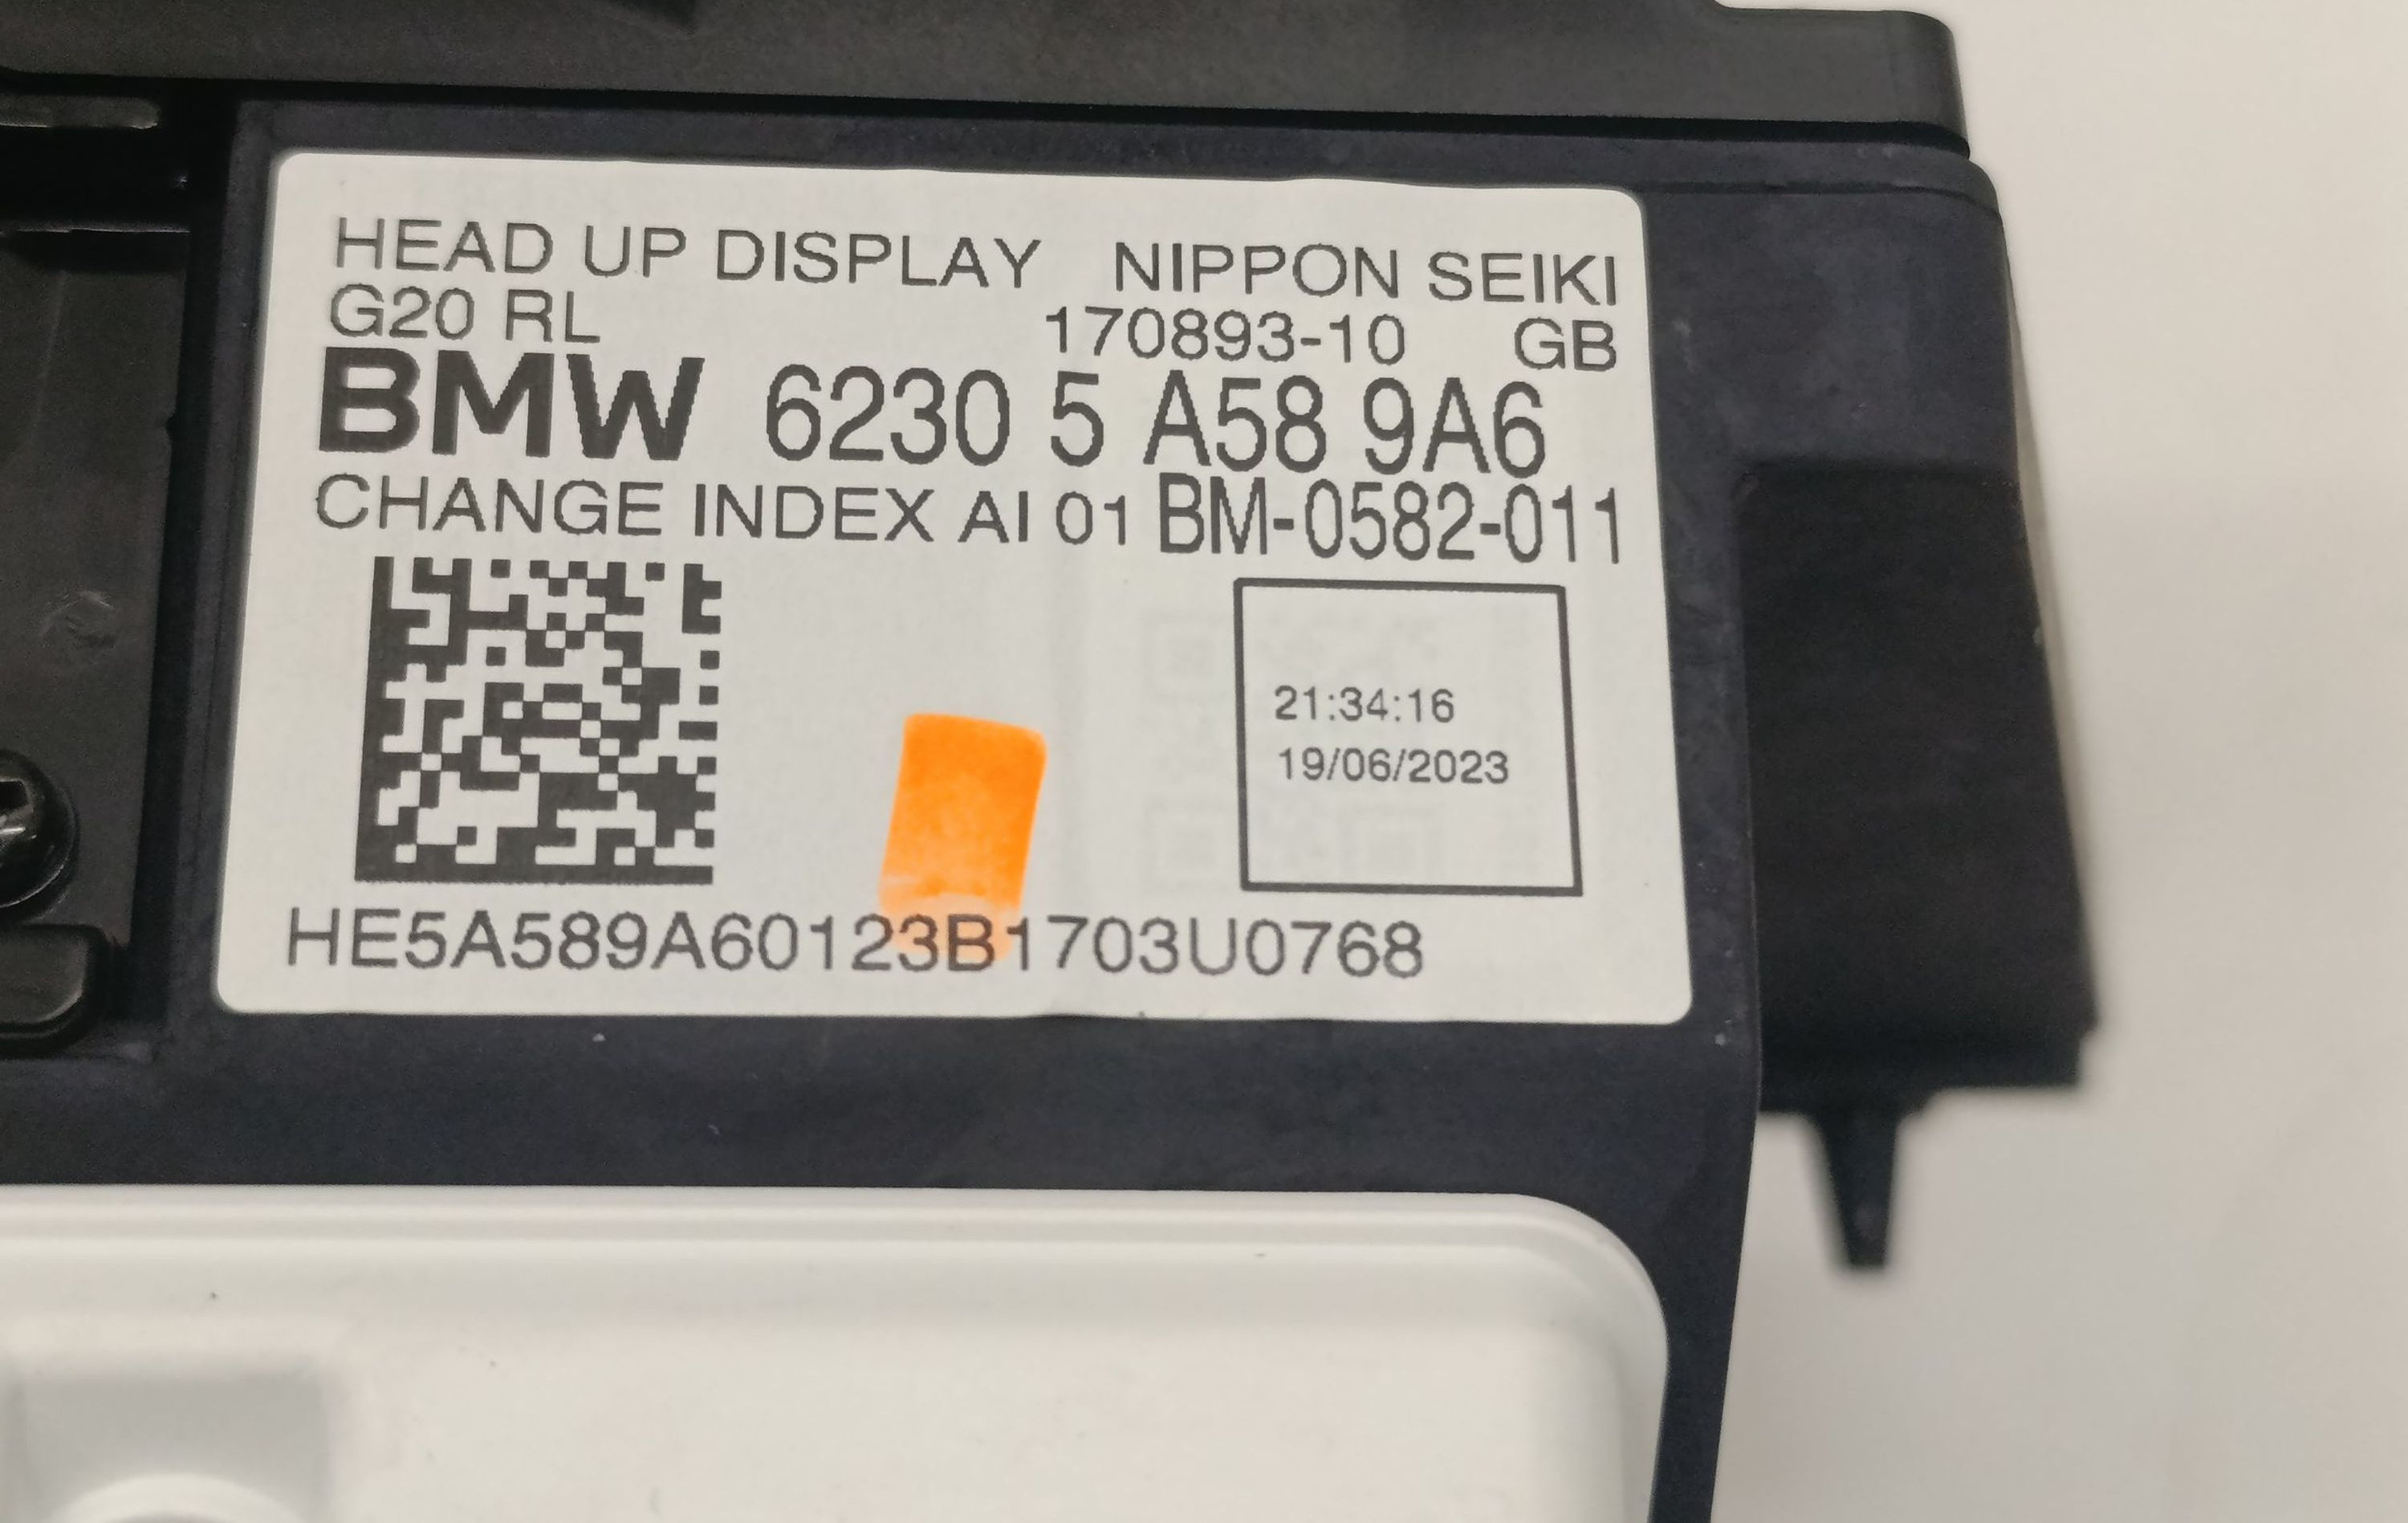 HEAD UP DISPLAY NIPPON SEIKI
G20 RL 170893-10 GB
BMW 6230 5 A58 9A6
CHANGE INDEX AI 01 BM-0582-011
21:34:16
19/06/2023
HE5A589A60123B1703U0768